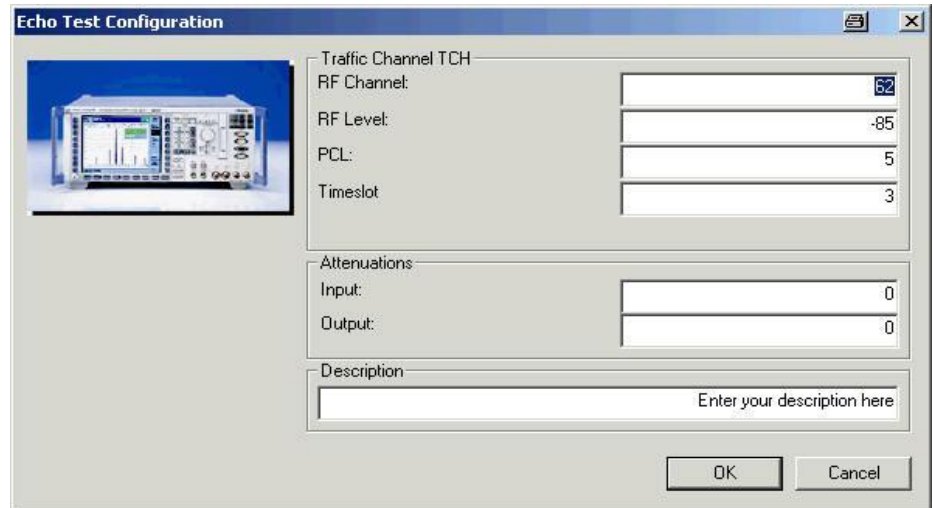 Echo Test Configuration
Traffic Channel TCH
RF Channel: 62
RF Level: -85
PCL: 5
Timeslot 3
Attenuations
Input: 0
Output: 0
Description
Enter your description here
OK Cancel